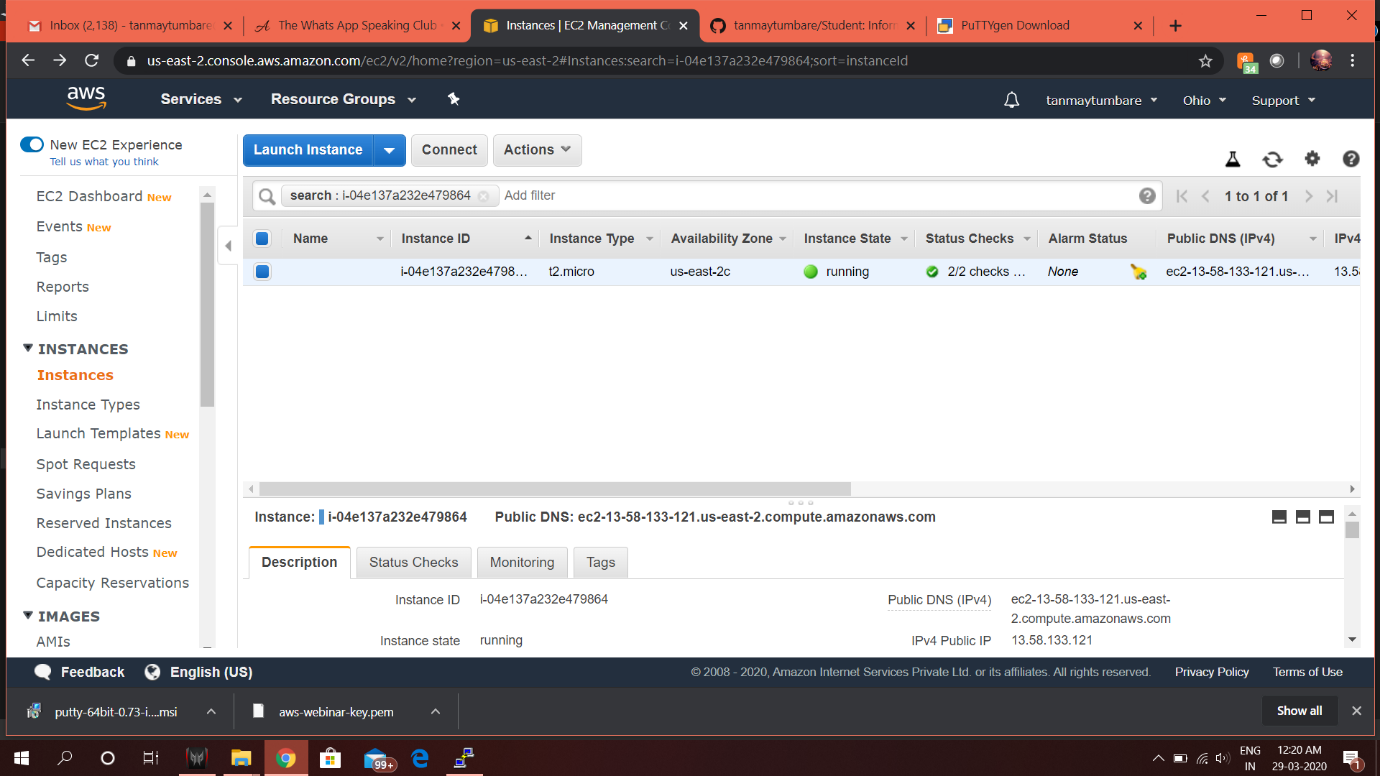 Inbox (2,138) - tanmaytumbare
The Whats App Speaking Club -
Instances | EC2 Management C
tanmaytumbare/Student: Inform
PuTTYgen Download
us-east-2.console.aws.amazon.com/ec2/v2/home?region=us-east-2#Instances:search=i-04e137a232e479864;sort=instanceId
34
aws
Services
Resource Groups
tanmaytumbare
Ohio
Support
New EC2 Experience
Tell us what you think
EC2 Dashboard New
Events New
Tags
Reports
Limits
INSTANCES
Instances
Instance Types
Launch Templates New
Spot Requests
Savings Plans
Reserved Instances
Dedicated Hosts New
Capacity Reservations
IMAGES
AMIs
Launch Instance
Connect
Actions
search : i-04e137a232e479864
Add filter
1 to 1 of 1
Name
Instance ID
Instance Type
Availability Zone
Instance State
Status Checks
Alarm Status
Public DNS (IPv4)
IPv4
i-04e137a232e4798...
t2.micro
us-east-2c
running
2/2 checks ...
None
ec2-13-58-133-121.us-...
13.5
Instance: i-04e137a232e479864
Public DNS: ec2-13-58-133-121.us-east-2.compute.amazonaws.com
Description
Status Checks
Monitoring
Tags
Instance ID
i-04e137a232e479864
Public DNS (IPv4)
ec2-13-58-133-121.us-east-
2.compute.amazonaws.com
Instance state
running
IPv4 Public IP
13.58.133.121
Feedback
English (US)
© 2008 - 2020, Amazon Internet Services Private Ltd. or its affiliates. All rights reserved.
Privacy Policy
Terms of Use
putty-64bit-0.73-i....msi
aws-webinar-key.pem
Show all
99+
ENG
IN
12:20 AM
29-03-2020
1